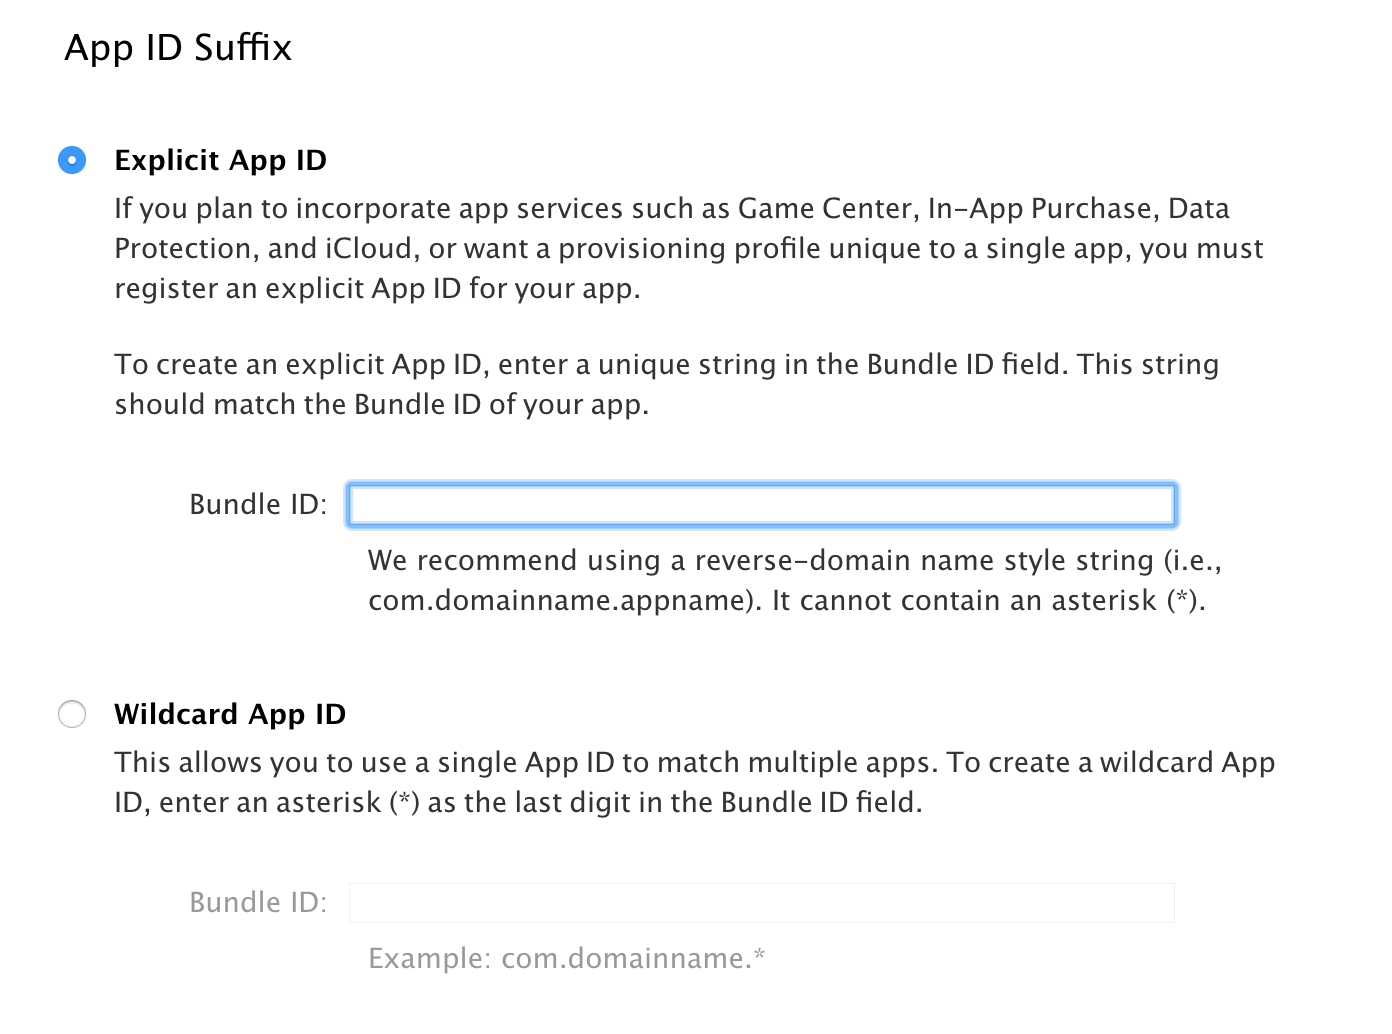 App ID Suffix
Explicit App ID
If you plan to incorporate app services such as Game Center, In-App Purchase, Data
Protection, and iCloud, or want a provisioning profile unique to a single app, you must
register an explicit App ID for your app.
To create an explicit App ID, enter a unique string in the Bundle ID field. This string
should match the Bundle ID of your app.
Bundle ID:
We recommend using a reverse-domain name style string (i.e.,
com.domainname.appname). It cannot contain an asterisk (*).
Wildcard App ID
This allows you to use a single App ID to match multiple apps. To create a wildcard App
ID, enter an asterisk (*) as the last digit in the Bundle ID field.
Bundle ID:
Example: com.domainname.*